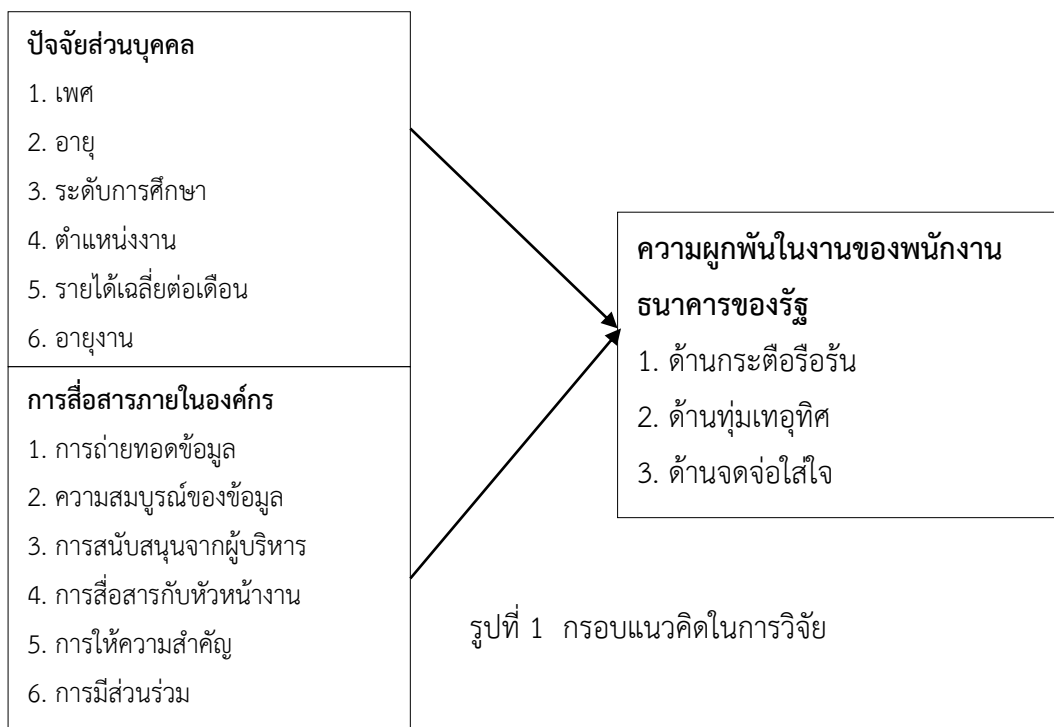 ปัจจัยส่วนบุคคล
1. เพศ
2. อายุ
3. ระดับการศึกษา
4. ตำแหน่งงาน
5. รายได้เฉลี่ยต่อเดือน
6. อายุงาน
การสื่อสารภายในองค์กร
1. การถ่ายทอดข้อมูล
2. ความสมบูรณ์ของข้อมูล
3. การสนับสนุนจากผู้บริหาร
4. การสื่อสารกับหัวหน้างาน
5. การให้ความสำคัญ
6. การมีส่วนร่วม
ความผูกพันในงานของพนักงาน
ธนาคารของรัฐ
1. ด้านกระตือรือร้น
2. ด้านทุ่มเทอุทิศ
3. ด้านจดจ่อใส่ใจ
รูปที่ 1 กรอบแนวคิดในการวิจัย